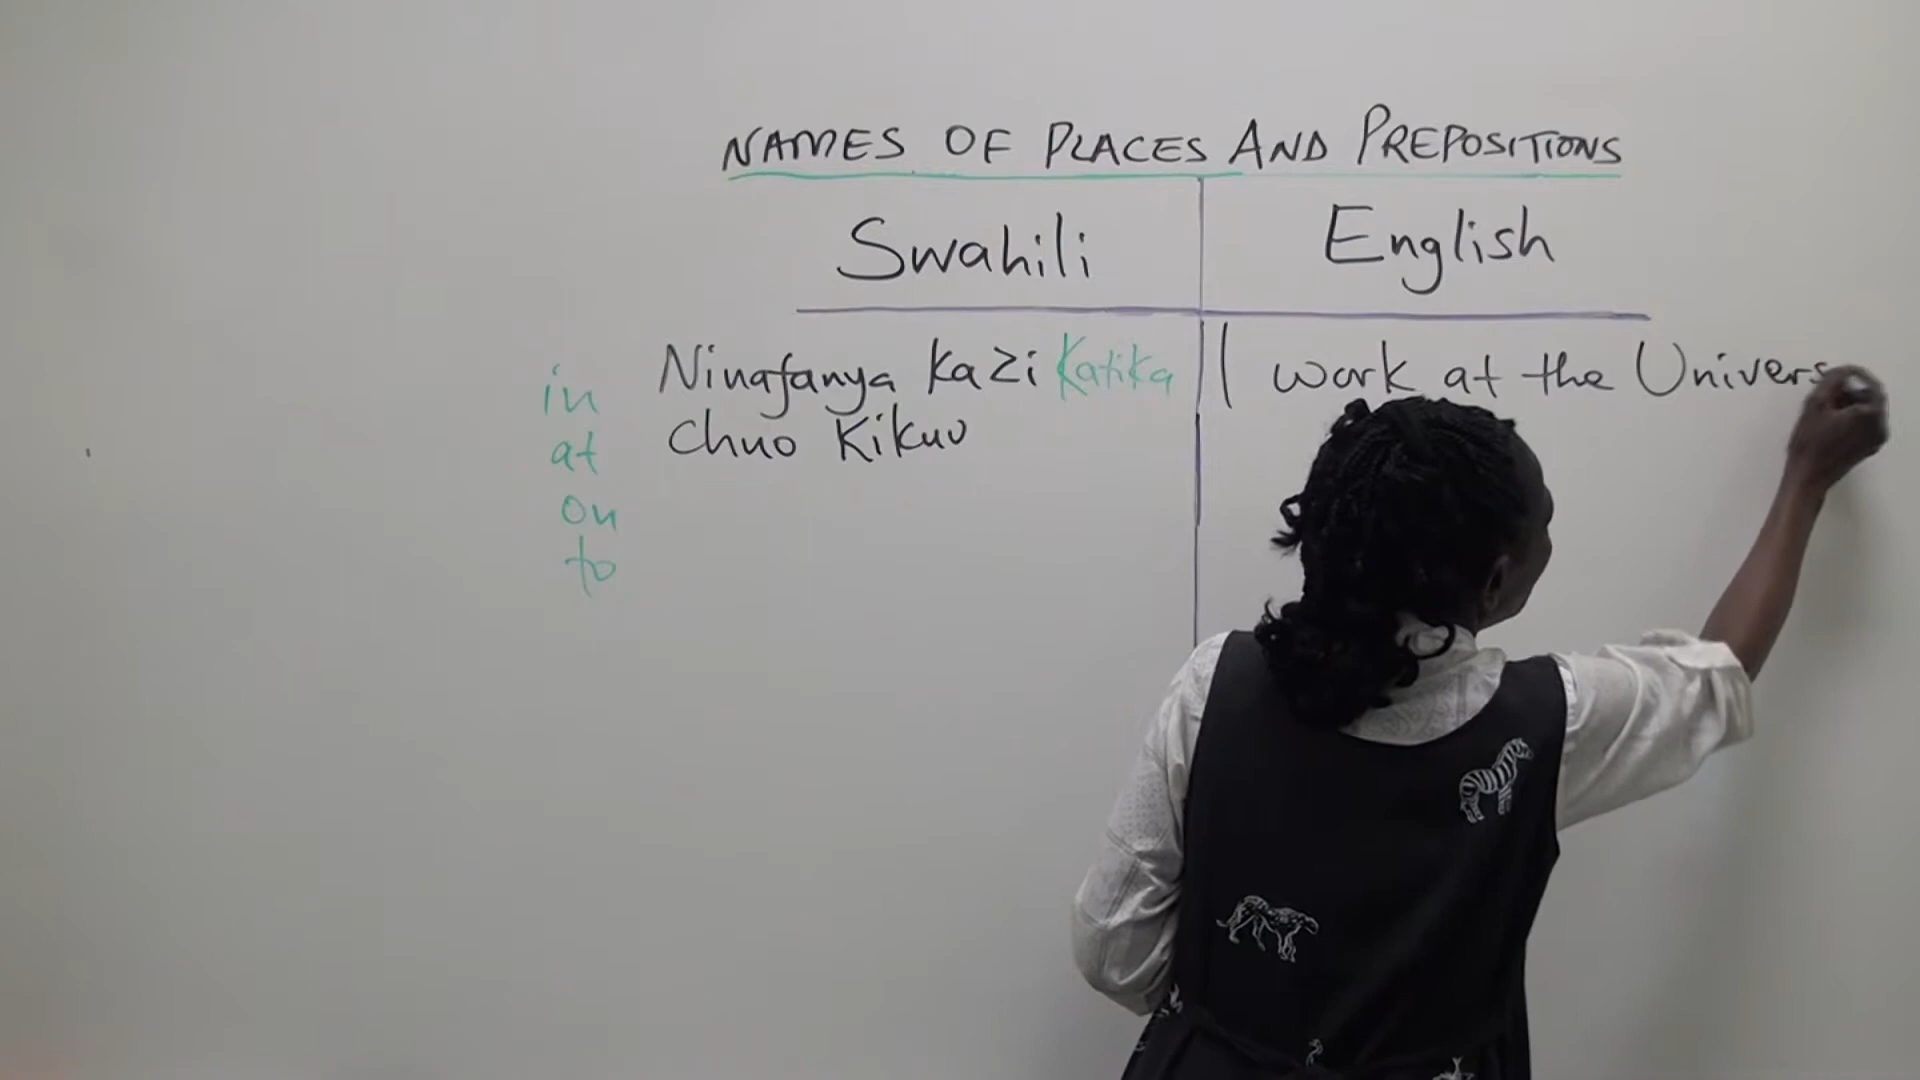 NAMES OF PLACES AND PREPOSITIONS
Swahili
English
in
at
on
to
Ninafanya Kazi Katika
Chuo Kikuu
I work at the Univers